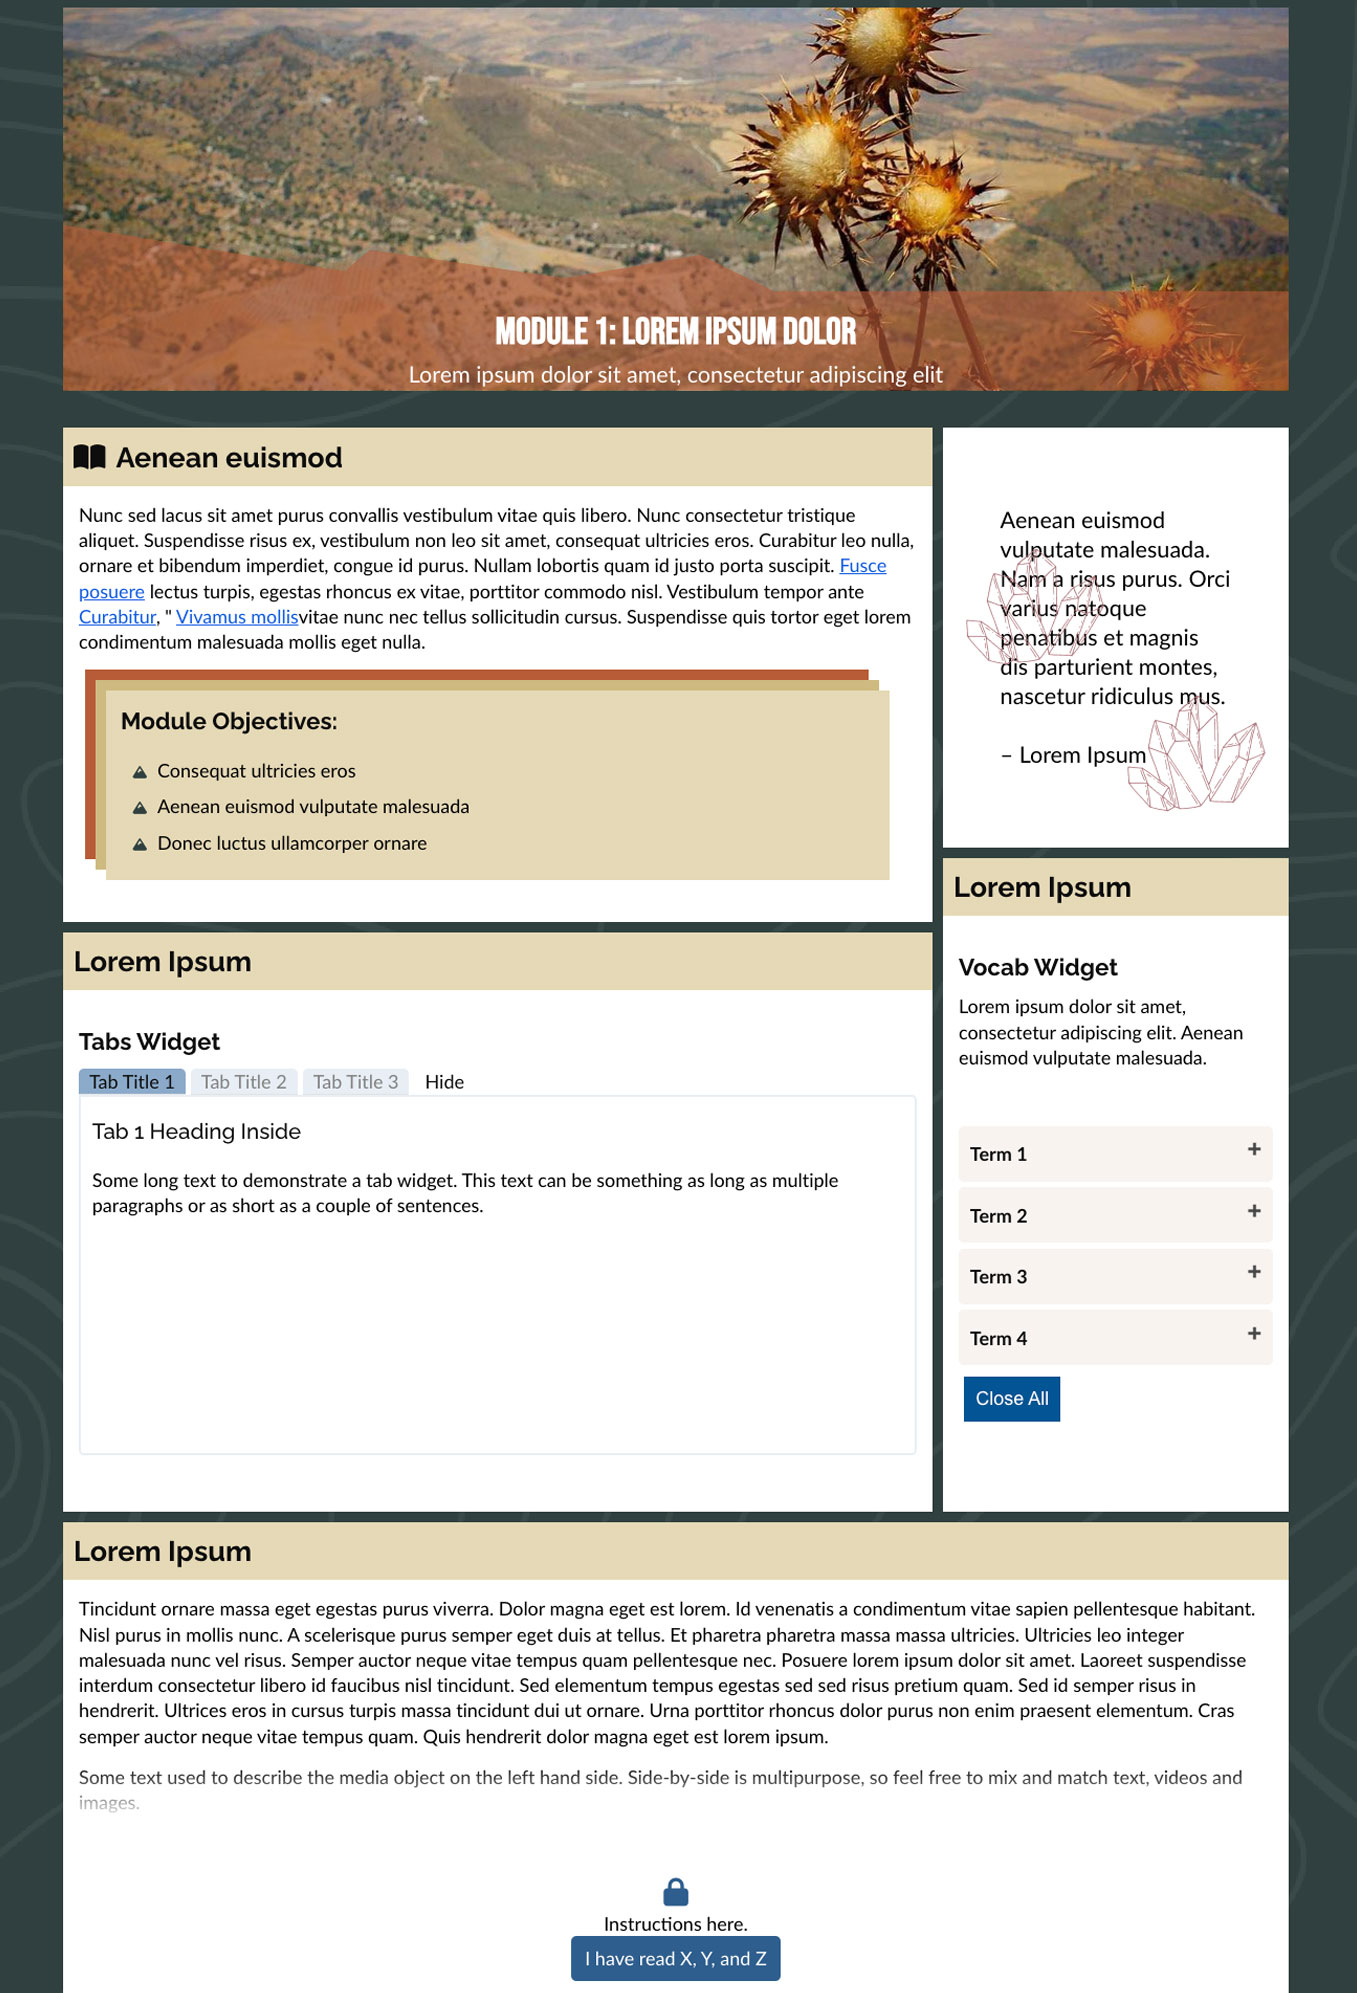 MODULE 1: LOREM IPSUM DOLOR
Lorem ipsum dolor sit amet, consectetur adipiscing elit
Aenean euismod
Nunc sed lacus sit amet purus convallis vestibulum vitae quis libero. Nunc consectetur tristique
aliquet. Suspendisse risus ex, vestibulum non leo sit amet, consequat ultricies eros. Curabitur leo nulla,
ornare et bibendum imperdiet, congue id purus. Nullam lobortis quam id justo porta suscipit. Fusce
posuere lectus turpis, egestas rhoncus ex vitae, porttitor commodo nisl. Vestibulum tempor ante
Curabitur, " Vivamus mollisvitae nunc nec tellus sollicitudin cursus. Suspendisse quis tortor eget lorem
condimentum malesuada mollis eget nulla.
Module Objectives:
Consequat ultricies eros
Aenean euismod vulputate malesuada
Donec luctus ullamcorper ornare
Aenean euismod
vulputate malesuada.
Nam a risus purus. Orci
varius natoque
penatibus et magnis
dis parturient montes,
nascetur ridiculus mus.
– Lorem Ipsum
Lorem Ipsum
Tabs Widget
Tab Title 1 Tab Title 2 Tab Title 3 Hide
Tab 1 Heading Inside
Some long text to demonstrate a tab widget. This text can be something as long as multiple
paragraphs or as short as a couple of sentences.
Lorem Ipsum
Vocab Widget
Lorem ipsum dolor sit amet,
consectetur adipiscing elit. Aenean
euismod vulputate malesuada.
Term 1 +
Term 2 +
Term 3 +
Term 4 +
Close All
Lorem Ipsum
Tincidunt ornare massa eget egestas purus viverra. Dolor magna eget est lorem. Id venenatis a condimentum vitae sapien pellentesque habitant.
Nisl purus in mollis nunc. A scelerisque purus semper eget duis at tellus. Et pharetra pharetra massa massa ultricies. Ultricies leo integer
malesuada nunc vel risus. Semper auctor neque vitae tempus quam pellentesque nec. Posuere lorem ipsum dolor sit amet. Laoreet suspendisse
interdum consectetur libero id faucibus nisl tincidunt. Sed elementum tempus egestas sed sed risus pretium quam. Sed id semper risus in
hendrerit. Ultrices eros in cursus turpis massa tincidunt dui ut ornare. Urna porttitor rhoncus dolor purus non enim praesent elementum. Cras
semper auctor neque vitae tempus quam. Quis hendrerit dolor magna eget est lorem ipsum.
Some text used to describe the media object on the left hand side. Side-by-side is multipurpose, so feel free to mix and match text, videos and
images.
Instructions here.
I have read X, Y, and Z